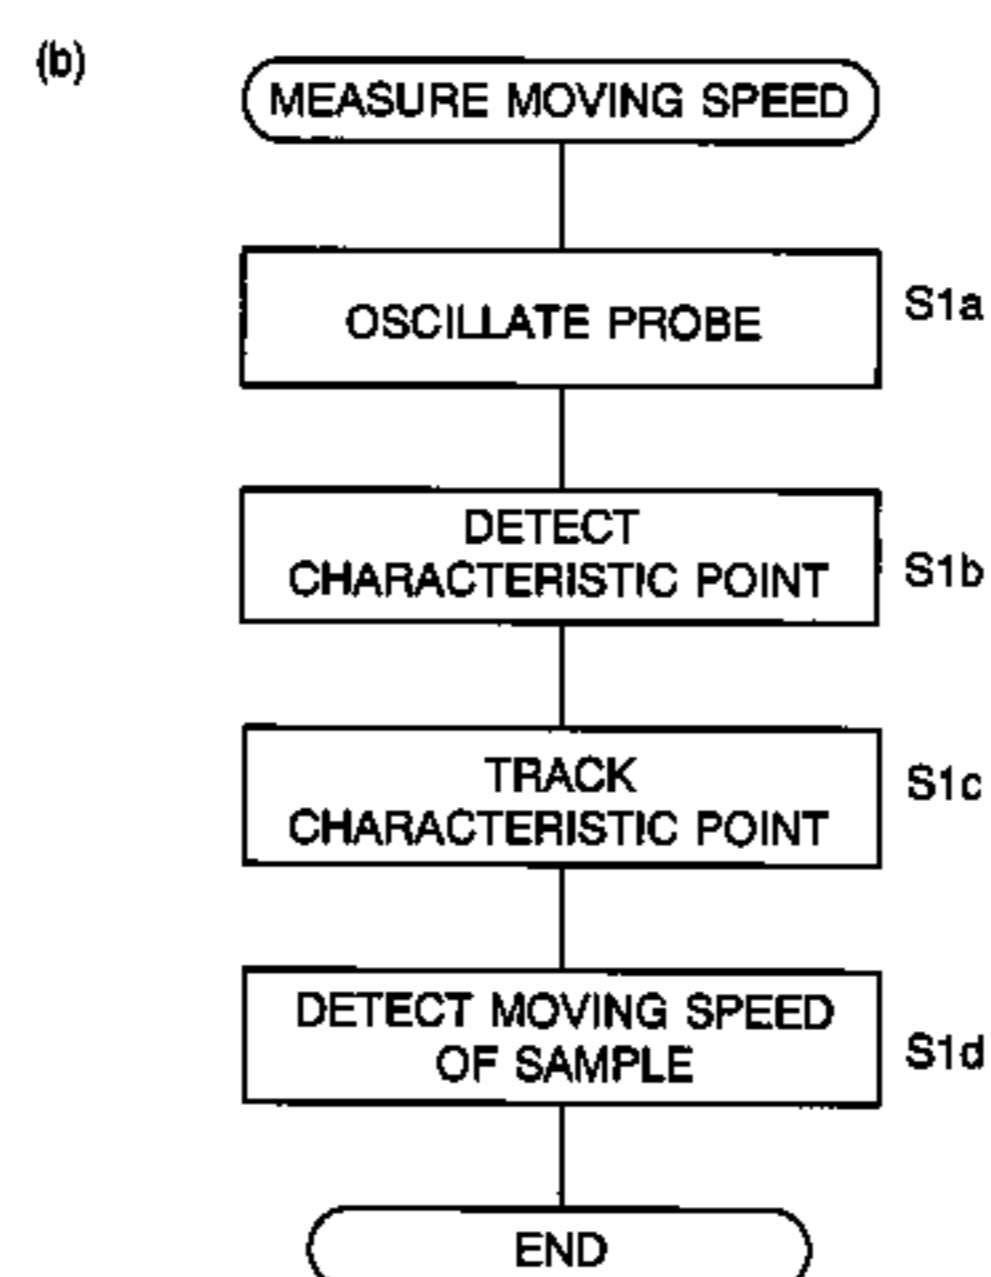 (b)
MEASURE MOVING SPEED
OSCILLATE PROBE
S1a
DETECT
CHARACTERISTIC POINT
S1b
TRACK
CHARACTERISTIC POINT
S1c
DETECT MOVING SPEED
OF SAMPLE
S1d
END